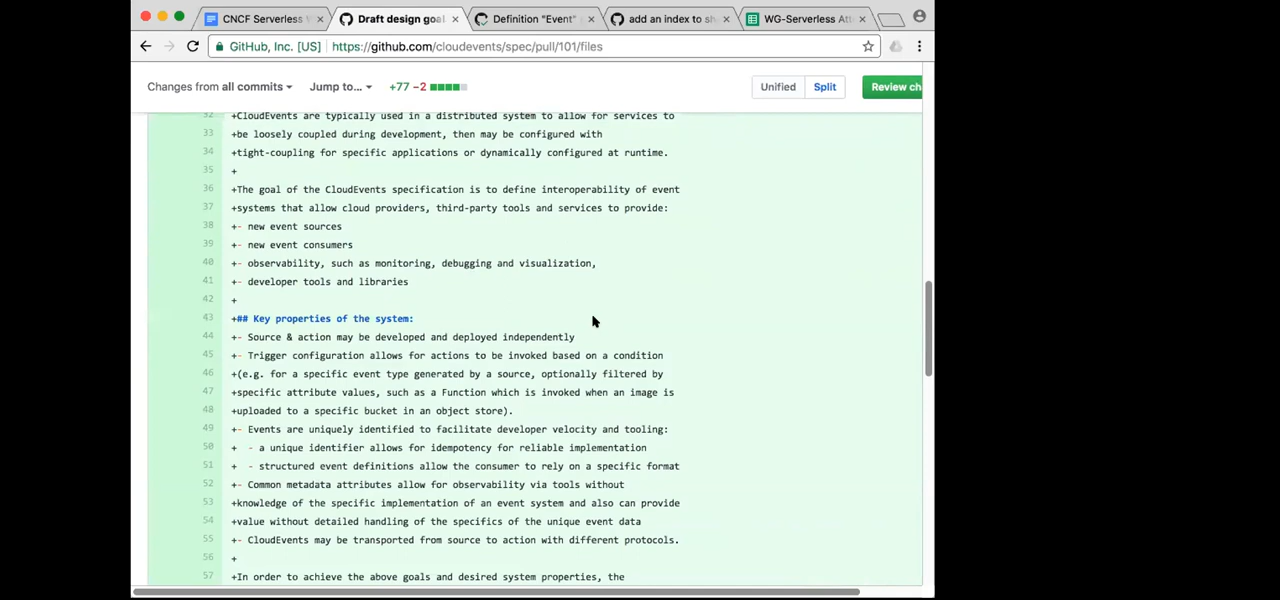 CNCF Serverless
Draft design goa
Definition "Event"
add an index to
WG-Serverless
GitHub, Inc. [US]
https://github.com/cloudevents/spec/pull/101/files
Changes from all commits
Jump to...
+77 −2
Unified
Split
Review ch
32 +CloudEvents are typically used in a distributed system to allow for services to
33 +be loosely coupled during development, then may be configured with
34 +tight-coupling for specific applications or dynamically configured at runtime.
35 +
36 +The goal of the CloudEvents specification is to define interoperability of event
37 +systems that allow cloud providers, third-party tools and services to provide:
38 +- new event sources
39 +- new event consumers
40 +- observability, such as monitoring, debugging and visualization,
41 +- developer tools and libraries
42 +
43 +## Key properties of the system:
44 +- Source & action may be developed and deployed independently
45 +- Trigger configuration allows for actions to be invoked based on a condition
46 +(e.g. for a specific event type generated by a source, optionally filtered by
47 +specific attribute values, such as a Function which is invoked when an image is
48 +uploaded to a specific bucket in an object store).
49 +- Events are uniquely identified to facilitate developer velocity and tooling:
50 +  - a unique identifier allows for idempotency for reliable implementation
51 +  - structured event definitions allow the consumer to rely on a specific format
52 +- Common metadata attributes allow for observability via tools without
53 +knowledge of the specific implementation of an event system and also can provide
54 +value without detailed handling of the specifics of the unique event data
55 +- CloudEvents may be transported from source to action with different protocols.
56 +
57 +In order to achieve the above goals and desired system properties, the